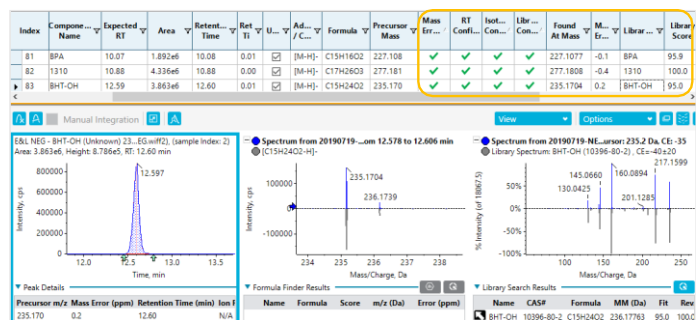 Index Compone... Name Expected RT Area Retent... Time Ret Ti U... Ad... / C... Formula Precursor Mass Mass Err... RT Confi... Isot... Con... Libr... Con... Found At Mass M... Er... Librar... Library Score
81 BPA 10.07 1.892e6 10.08 0.01 [M-H]- C15H16O2 227.108 227.1077 -0.1 BPA 95.9
82 1310 10.88 4.336e6 10.88 0.00 [M-H]- C17H26O3 277.181 277.1808 -0.4 1310 100.0
83 BHT-OH 12.59 3.863e6 12.60 0.01 [M-H]- C15H24O2 235.170 235.1704 0.2 BHT-OH 95.0
Manual Integration View Options
E&L NEG - BHT-OH (Unknown) 23...EG.wiff2), (sample Index: 2)
Area: 3.863e6, Height: 8.786e5, RT: 12.60 min
Intensity, cps
800000
600000
400000
200000
0
12.597
12.0 12.5 13.0 13.5
Time, min
Spectrum from 20190719-...om 12.578 to 12.606 min
[C15H24O2-H]-
Intensity, cps
100000
0
-100000
235.1704
236.1739
234 235 236 237 238
Mass/Charge, Da
Spectrum from 20190719-NE...ursor: 235.2 Da, CE: -35
Library Spectrum: BHT-OH (10396-80-2) , CE=-40±20
% Intensity (of 18067.5)
50%
0%
-50%
-100%
130.0425
145.0660
160.0894
201.1285
217.1599
100 150 200 250
Mass/Charge, Da
Peak Details
Precursor m/z Mass Error (ppm) Retention Time (min) Ion F
235.170 0.2 12.60 N/A
Formula Finder Results
Name Formula Score m/z (Da) Error (ppm)
Library Search Results
Name CAS# Formula MM (Da) Fit Rev
BHT-OH 10396-80-2 C15H24O2 236.17763 95.0 100.0